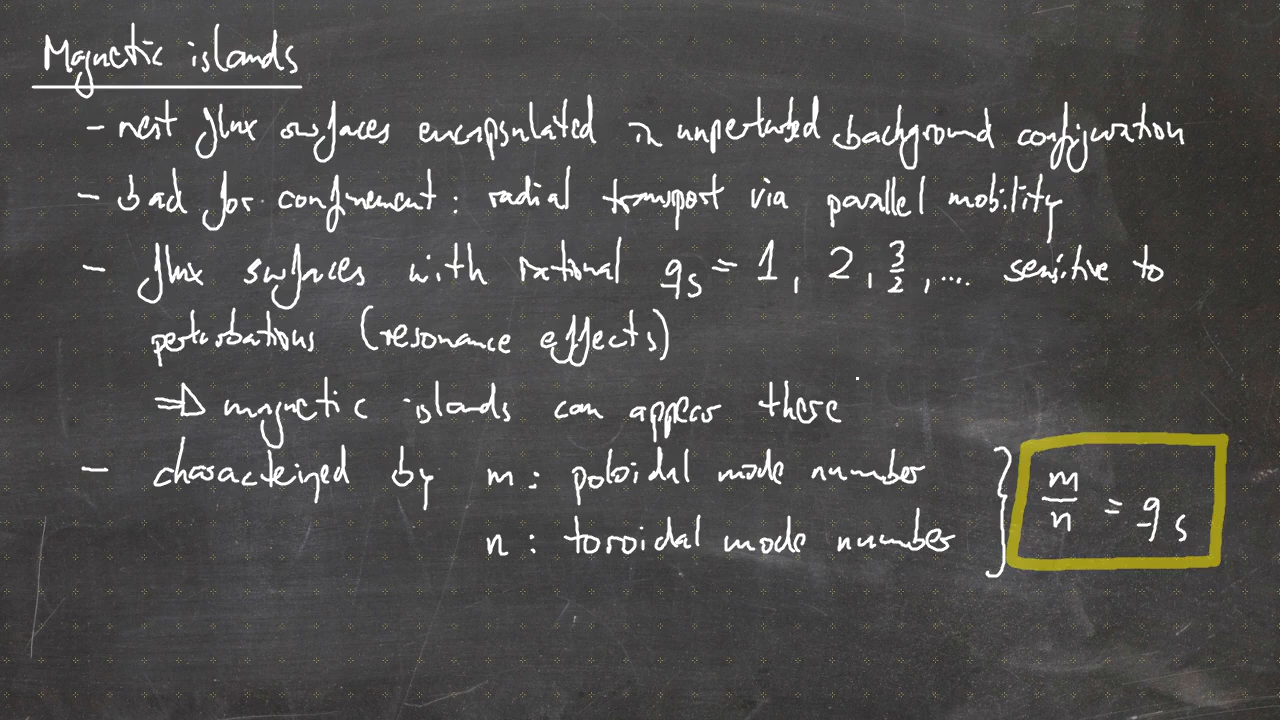 Magnetic islands
- nest flux surfaces encapsulated in unperturbed background configuration
- bad for confinement: radial transport via parallel mobility
- flux surfaces with rational q_s = 1, 2, 3/2, .... sensitive to
perturbations (resonance effects)
⇒ magnetic islands can appear there
- characterized by m: poloidal mode number
n: toroidal mode number } m/n = q_s